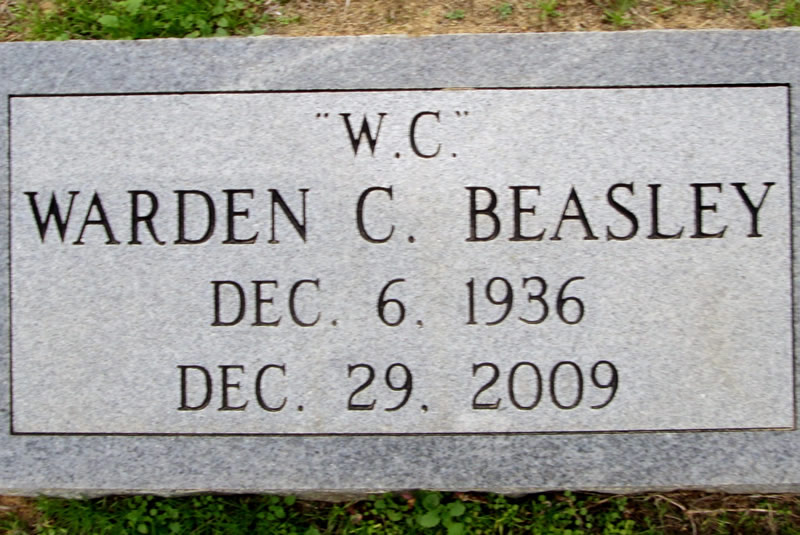 "W.C."
WARDEN C. BEASLEY
DEC. 6, 1936
DEC. 29, 2009